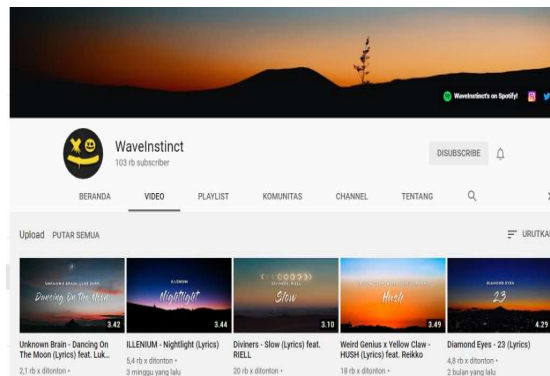 WaveInstinct's on Spotify!
WaveInstinct
103 rb subscriber
DISUBSCRIBE
BERANDA VIDEO PLAYLIST KOMUNITAS CHANNEL TENTANG
Upload PUTAR SEMUA URUTKAN
Dancing On The Moon
3.42
ILLENIUM
Nightlight
3.44
Slow
3.10
Hush
3.49
DIAMOND EYES
23
4.29
Unknown Brain - Dancing On
The Moon (Lyrics) feat. Luk...
2,1 rb x ditonton •
ILLENIUM - Nightlight (Lyrics)
5,4 rb x ditonton •
3 minggu yang lalu
Diviners - Slow (Lyrics) feat.
RIELL
20 rb x ditonton •
Weird Genius x Yellow Claw -
HUSH (Lyrics) feat. Reikko
18 rb x ditonton •
Diamond Eyes - 23 (Lyrics)
4,8 rb x ditonton •
2 bulan yang lalu